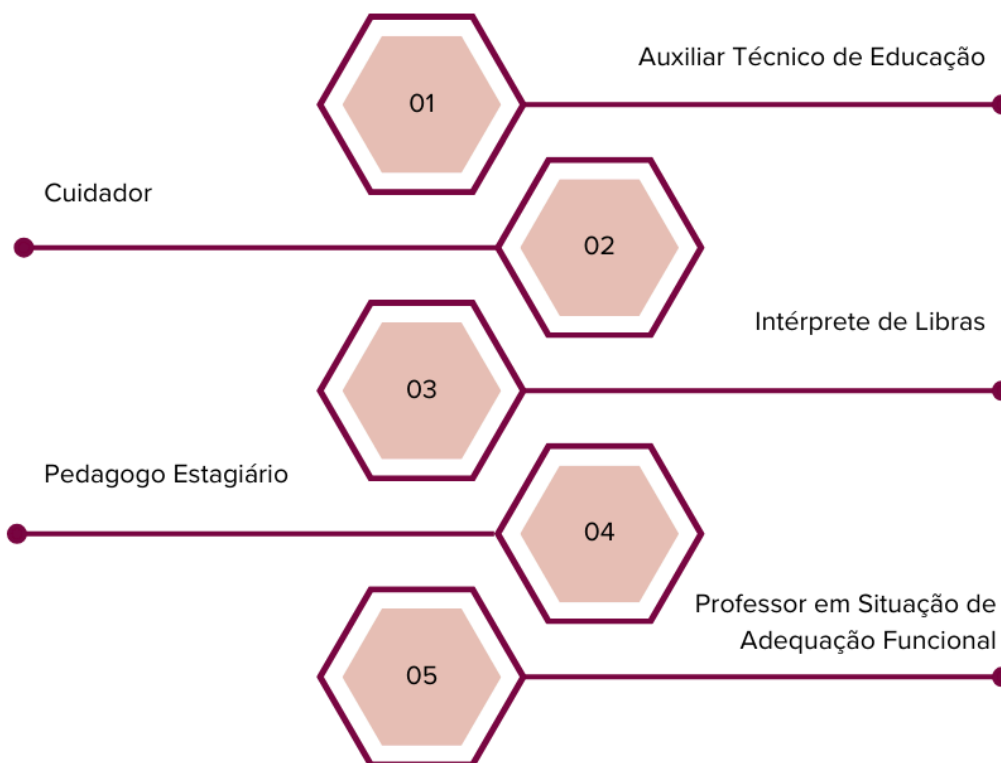 01
Auxiliar Técnico de Educação
Cuidador
02
03
Intérprete de Libras
Pedagogo Estagiário
04
05
Professor em Situação de
Adequação Funcional